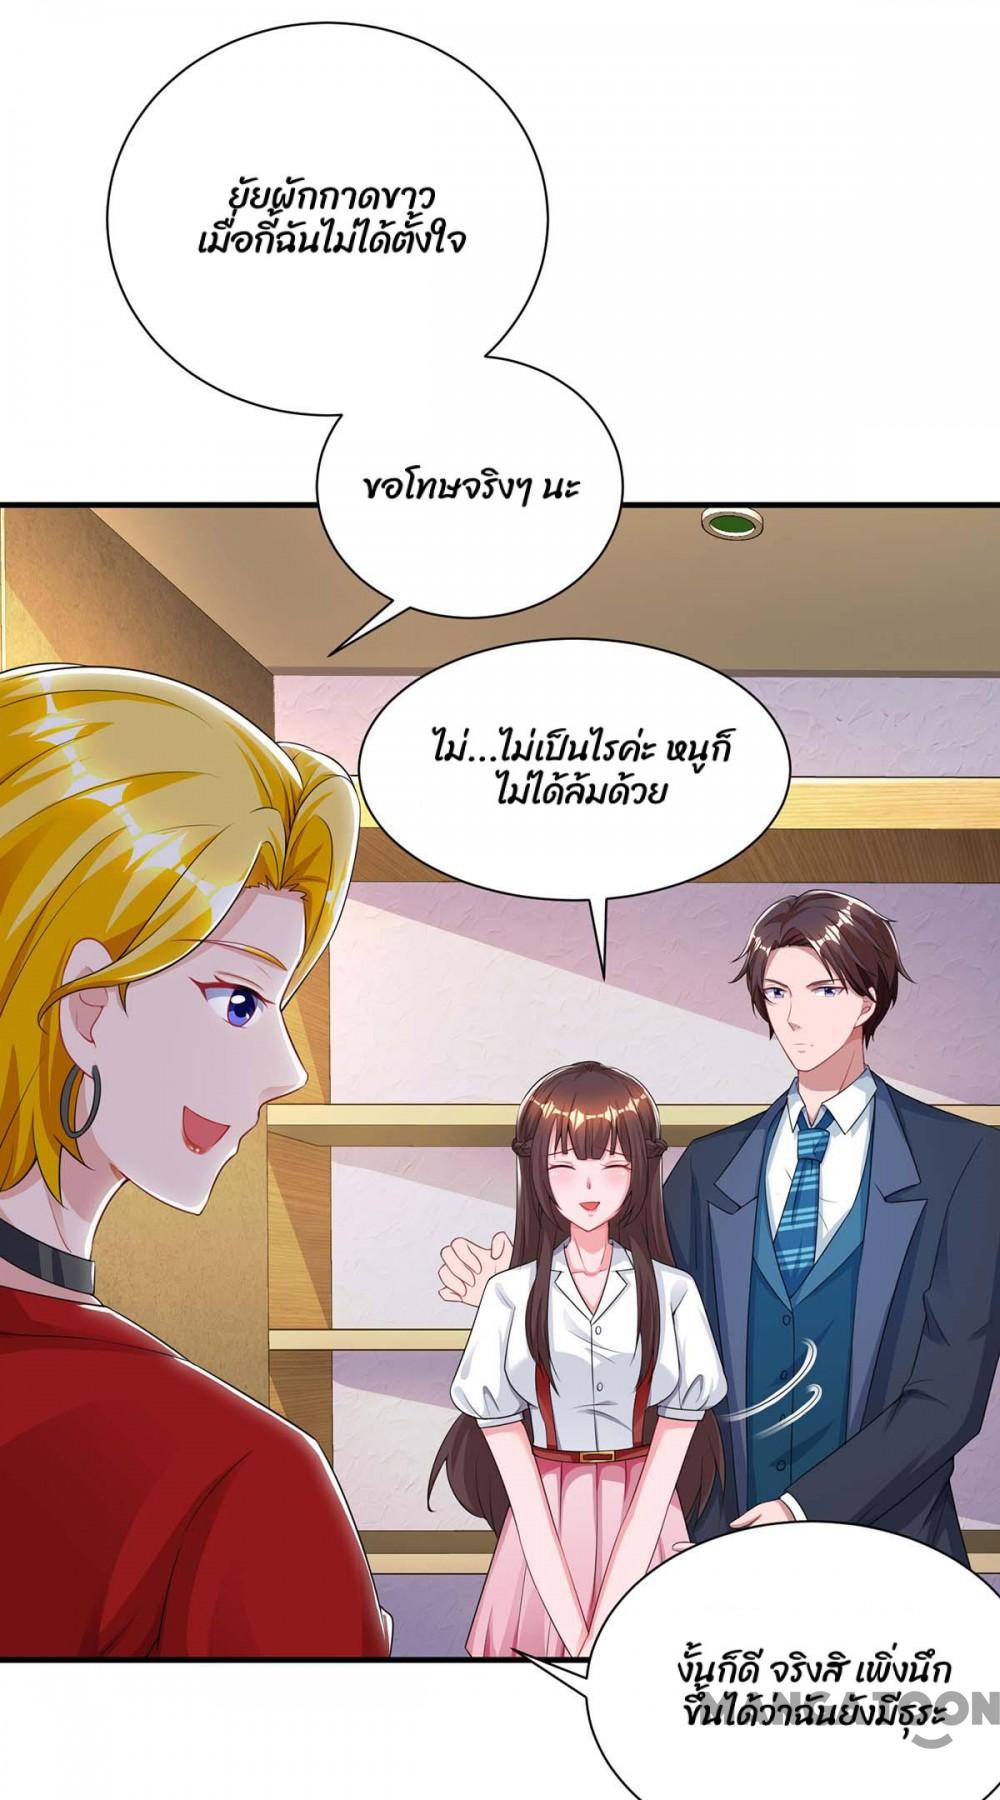 ยัยผักกาดขาว
เมื่อกี้ฉันไม่ได้ตั้งใจ
ขอโทษจริงๆ นะ
ไม่...ไม่เป็นไรค่ะ หนูก็
ไม่ได้ล้มด้วย
งั้นก็ดี จริงสิ เพิ่งนึก
ขึ้นได้ว่าฉันยังมีธุระ
MANGATOON